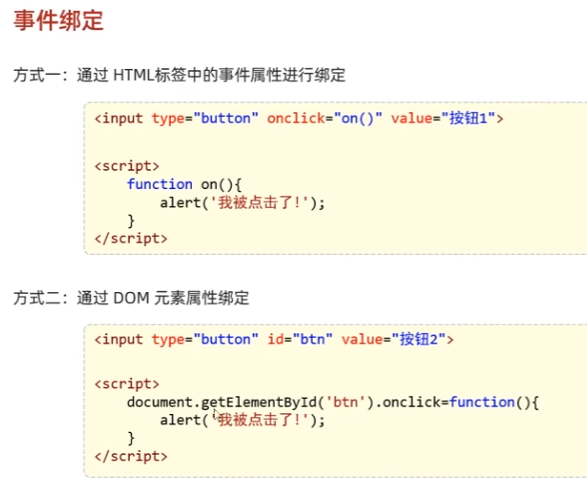 事件绑定
方式一：通过 HTML标签中的事件属性进行绑定
<input type="button" onclick="on()" value="按钮1">
<script>
function on(){
alert('我被点击了!');
}
</script>
方式二：通过 DOM 元素属性绑定
<input type="button" id="btn" value="按钮2">
<script>
document.getElementById('btn').onclick=function(){
alert('我被点击了!');
}
</script>